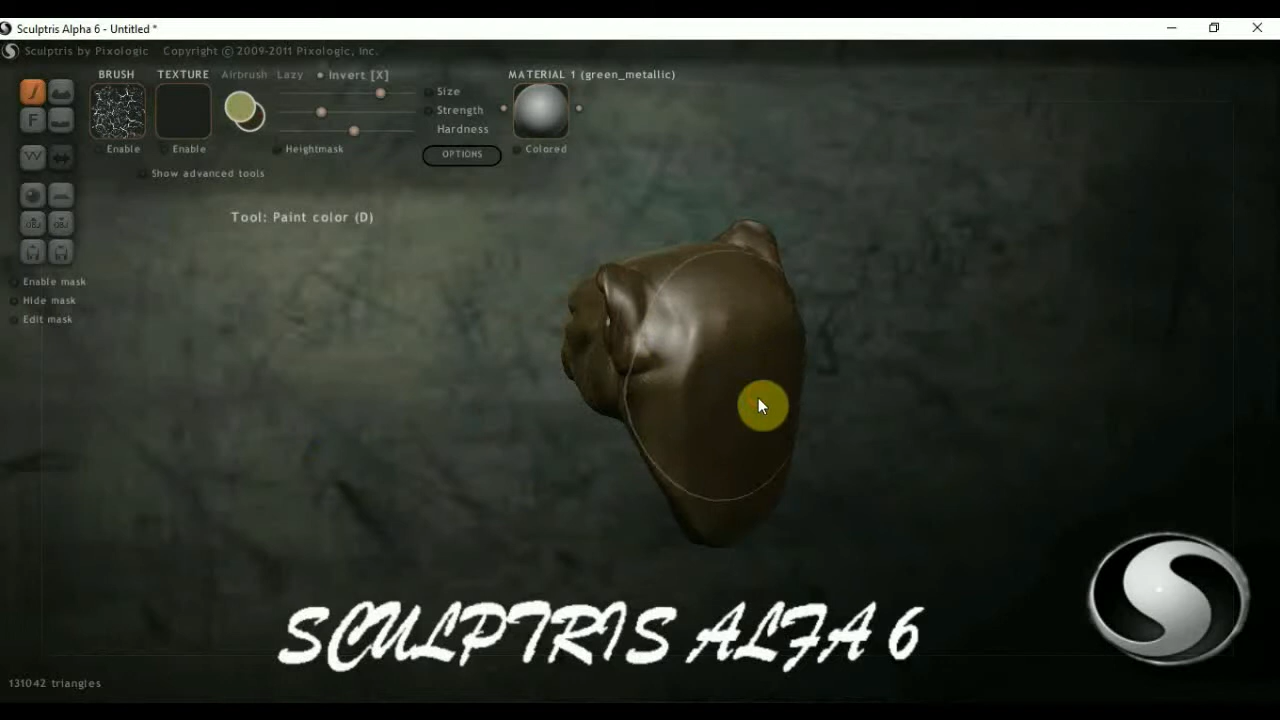 Sculptris Alpha 6 - Untitled *
Sculptris by Pixologic Copyright © 2009-2011 Pixologic, Inc.
BRUSH TEXTURE Airbrush Lazy Invert [X] MATERIAL 1 (green_metallic)
Size
Strength
Hardness
Enable Enable Heightmask OPTIONS Colored
Show advanced tools
Tool: Paint color (D)
F
OBJ OBJ
Enable mask
Hide mask
Edit mask
SCULPTRIS ALFA 6
131042 triangles